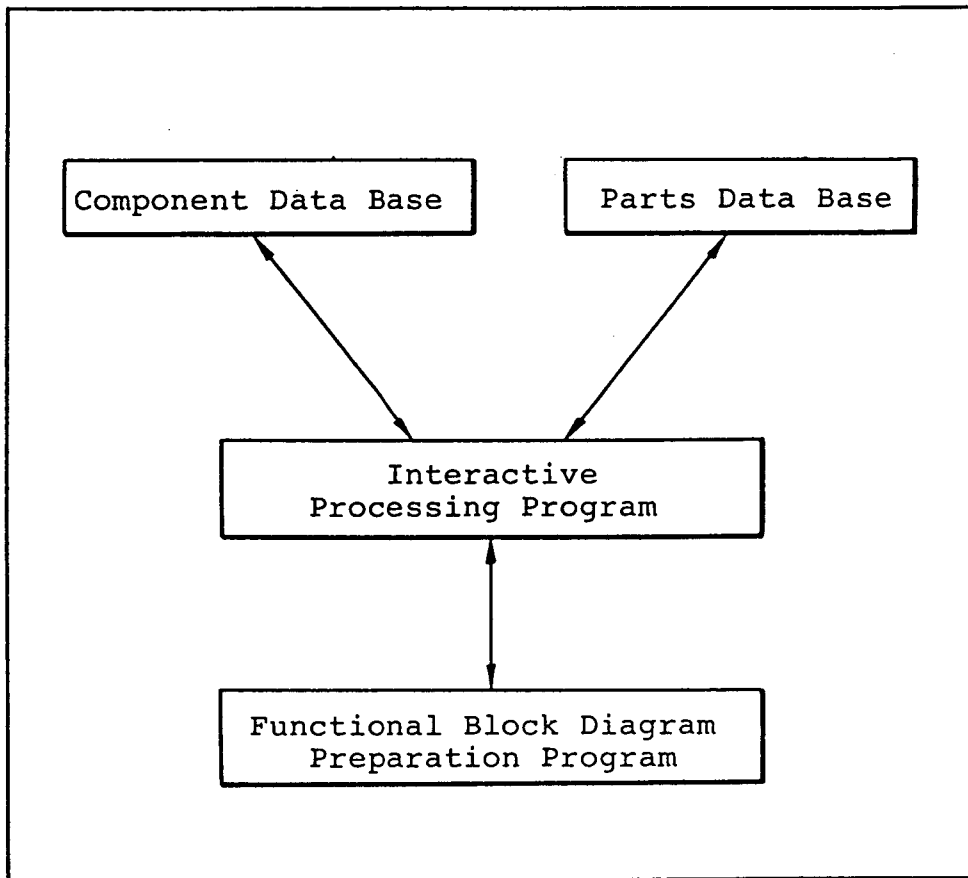 Component Data Base
Parts Data Base
Interactive
Processing Program
Functional Block Diagram
Preparation Program